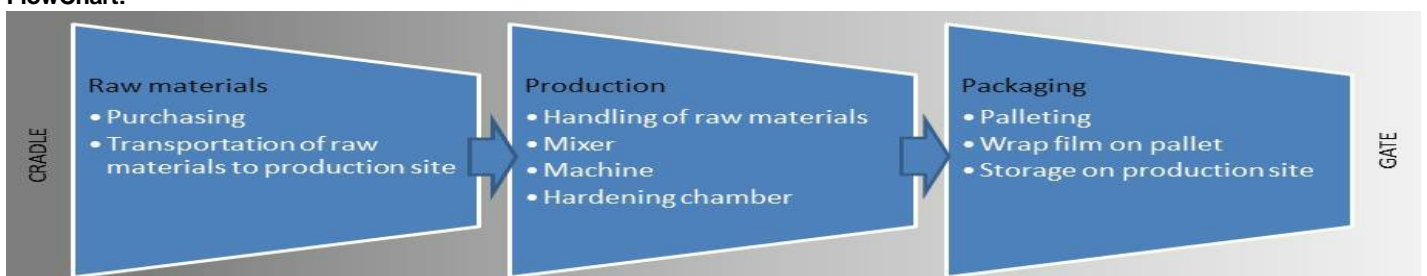 FlowChart:
CRADLE
Raw materials
• Purchasing
• Transportation of raw
materials to production site
Production
• Handling of raw materials
• Mixer
• Machine
• Hardening chamber
Packaging
• Palleting
• Wrap film on pallet
• Storage on production site
GATE